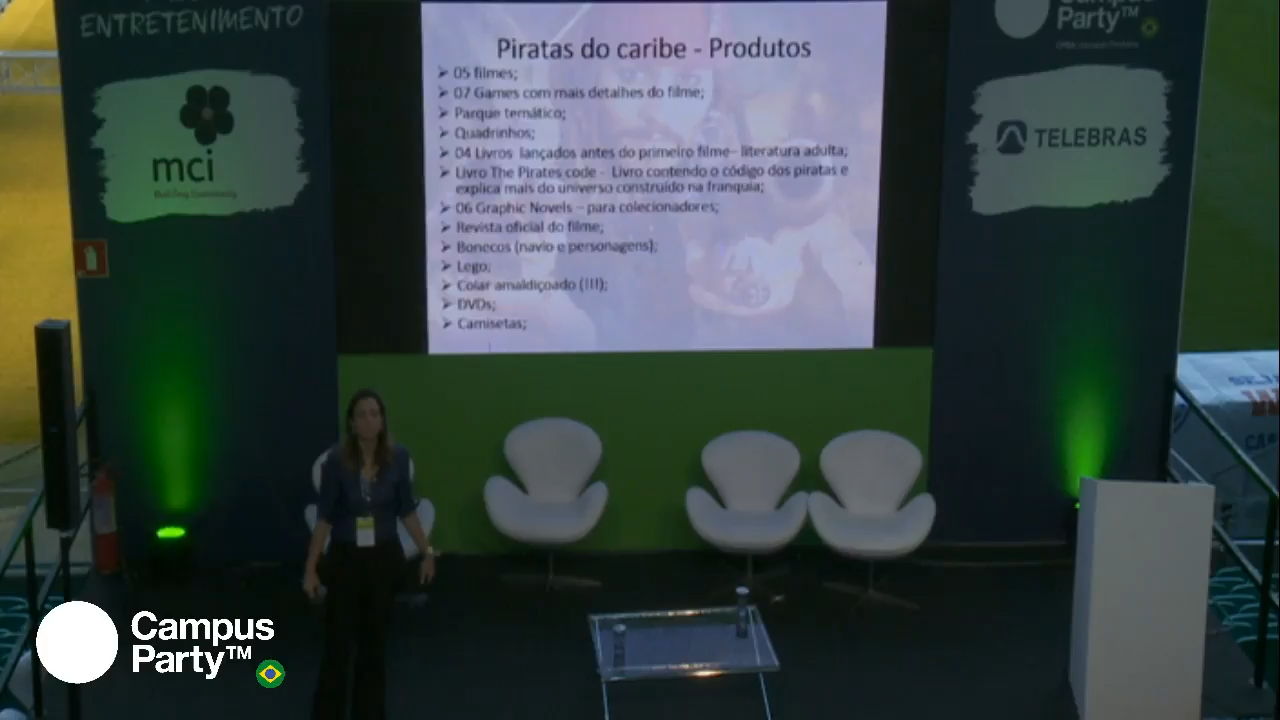 ENTRETENIMENTO
Party™
mci
TELEBRAS
Piratas do caribe - Produtos
➢ 05 filmes;
➢ 07 Games com mais detalhes do filme;
➢ Parque temático;
➢ Quadrinhos;
➢ 04 Livros lançados antes do primeiro filme– literatura adulta;
➢ Livro The Pirates code - Livro contendo o código dos piratas e
explica mais do universo construído na franquia;
➢ 06 Graphic Novels – para colecionadores;
➢ Revista oficial do filme;
➢ Bonecos (navio e personagens);
➢ Lego;
➢ Colar amaldiçoado (!!!);
➢ DVDs;
➢ Camisetas;
Campus
Party™